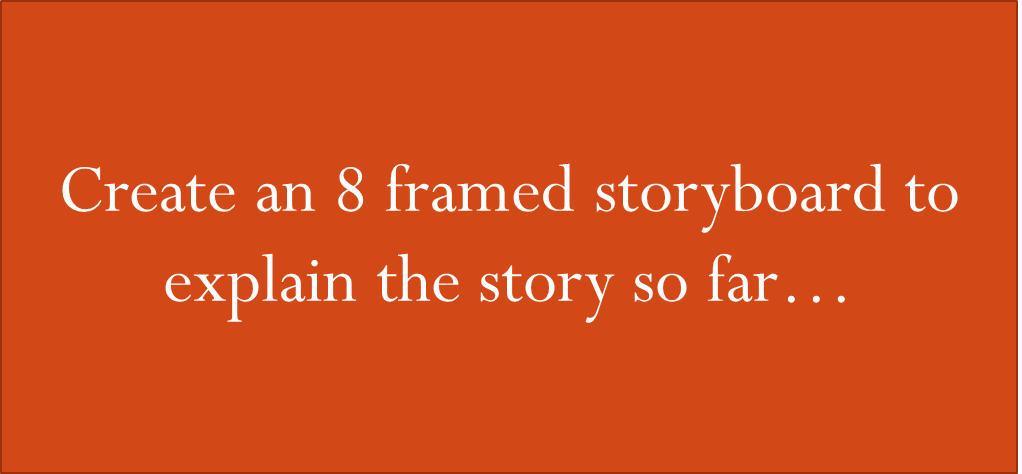 Create an 8 framed storyboard to
explain the story so far…